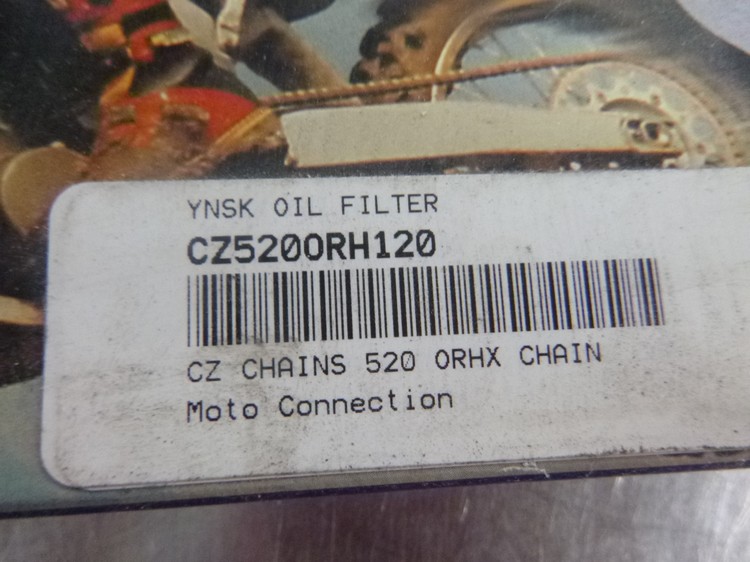 YNSK OIL FILTER
CZ520ORH120
CZ CHAINS 520 ORHX CHAIN
Moto Connection